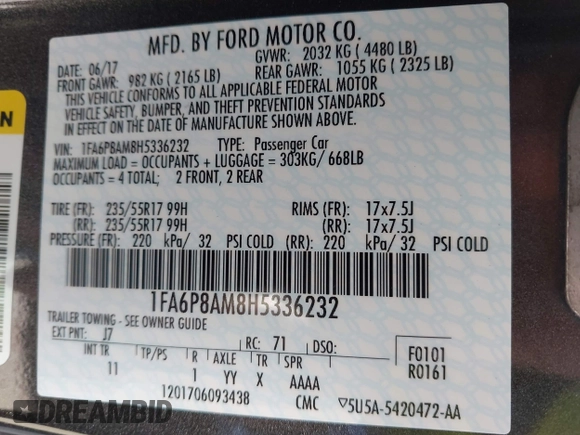 MFD. BY FORD MOTOR CO.
DATE: 06/17 GVWR: 2032 KG ( 4480 LB)
FRONT GAWR: 982 KG ( 2165 LB) REAR GAWR: 1055 KG ( 2325 LB)
THIS VEHICLE CONFORMS TO ALL APPLICABLE FEDERAL MOTOR
VEHICLE SAFETY, BUMPER, AND THEFT PREVENTION STANDARDS
IN EFFECT ON THE DATE OF MANUFACTURE SHOWN ABOVE.
VIN: 1FA6P8AM8H5336232 TYPE: Passenger Car
MAXIMUM LOAD = OCCUPANTS + LUGGAGE = 303KG/ 668LB
OCCUPANTS = 4 TOTAL; 2 FRONT, 2 REAR
TIRE (FR): 235/55R17 99H RIMS (FR): 17x7.5J
(RR): 235/55R17 99H (RR): 17x7.5J
PRESSURE (FR): 220 kPa/ 32 PSI COLD (RR): 220 kPa/ 32 PSI COLD
1FA6P8AM8H5336232
TRAILER TOWING - SEE OWNER GUIDE
EXT PNT: J7 RC: 71 DSO: F0101
INT TR TP/PS R AXLE TR SPR R0161
11 1 YY X AAAA
1201706093438 CMC ▽5U5A-5420472-AA
DREAMBID